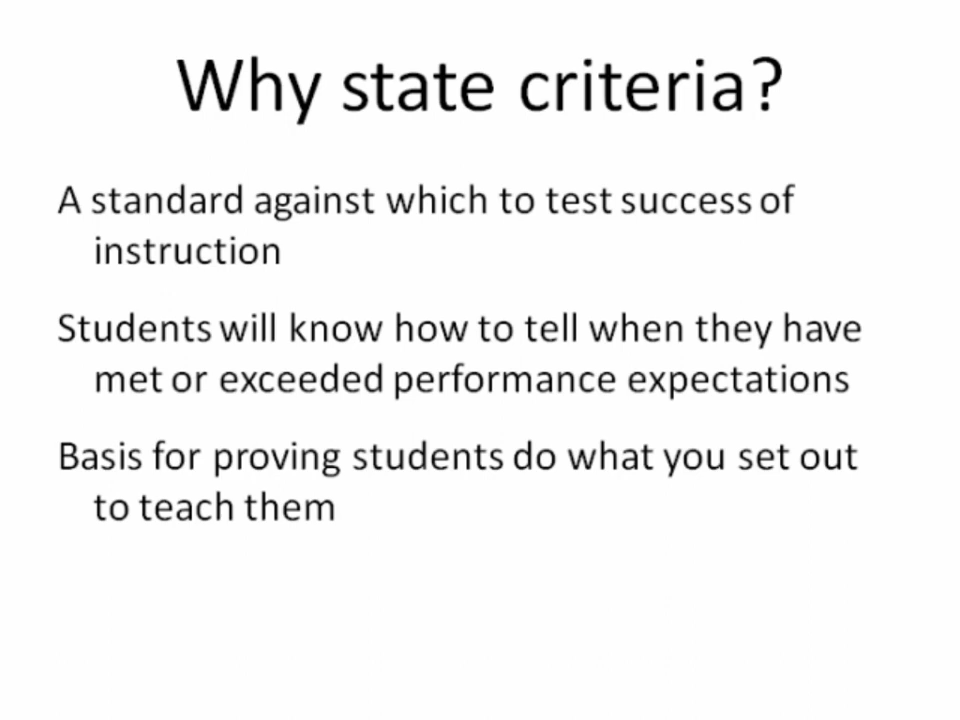 Why state criteria?
A standard against which to test success of
instruction
Students will know how to tell when they have
met or exceeded performance expectations
Basis for proving students do what you set out
to teach them